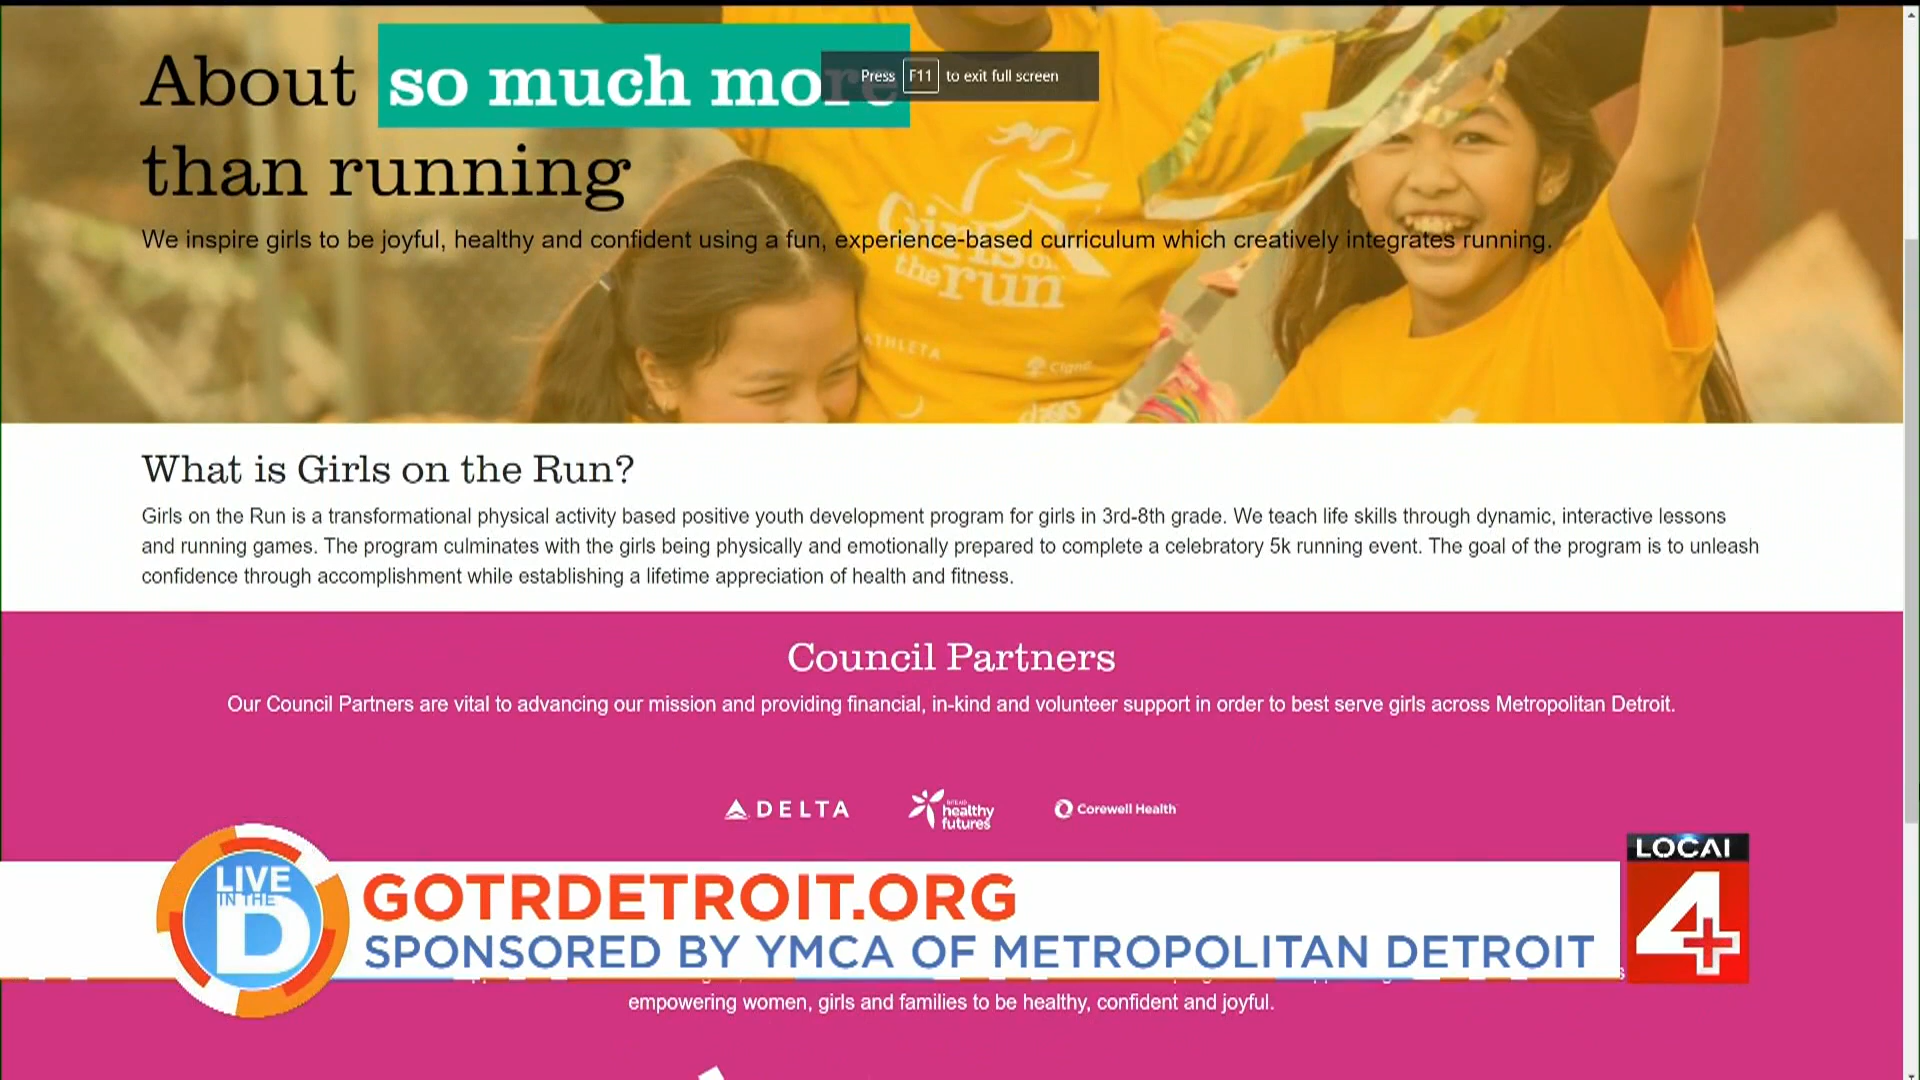 About so much more
Press F11 to exit full screen
than running
We inspire girls to be joyful, healthy and confident using a fun, experience-based curriculum which creatively integrates running.
Girls on
the run
ATHLETA
Cigna
What is Girls on the Run?
Girls on the Run is a transformational physical activity based positive youth development program for girls in 3rd-8th grade. We teach life skills through dynamic, interactive lessons
and running games. The program culminates with the girls being physically and emotionally prepared to complete a celebratory 5k running event. The goal of the program is to unleash
confidence through accomplishment while establishing a lifetime appreciation of health and fitness.
Council Partners
Our Council Partners are vital to advancing our mission and providing financial, in-kind and volunteer support in order to best serve girls across Metropolitan Detroit.
DELTA
healthy
futures
Corewell Health
LIVE
IN THE
D
GOTRDETROIT.ORG
SPONSORED BY YMCA OF METROPOLITAN DETROIT
LOCAL
4
empowering women, girls and families to be healthy, confident and joyful.